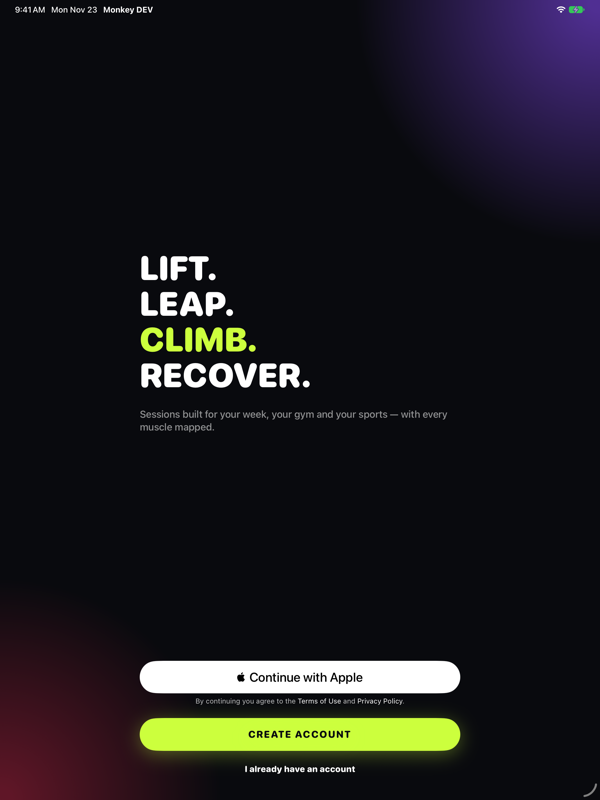 9:41 AM Mon Nov 23 Monkey DEV
LIFT.
LEAP.
CLIMB.
RECOVER.
Sessions built for your week, your gym and your sports — with every
muscle mapped.
Continue with Apple
By continuing you agree to the Terms of Use and Privacy Policy.
CREATE ACCOUNT
I already have an account